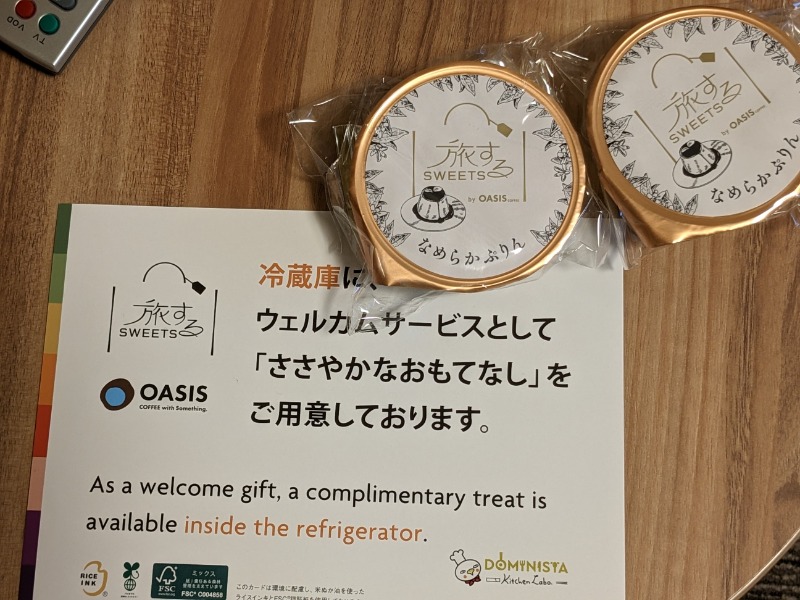 TV
VOD
旅する
SWEETS
by OASIS
なめらかぷりん
旅する
SWEETS
by OASIS
なめらかぷりん
旅する
SWEETS
OASIS
COFFEE with Something.
冷蔵庫に、
ウェルカムサービスとして
「ささやかなおもてなし」を
ご用意しております。
As a welcome gift, a complimentary treat is
available inside the refrigerator.
RICE
INK
FSC
ミックス
FSC® C004858
DOMINISTA
Kitchen Labo.
このカードは環境に配慮し、米ぬか油を使った